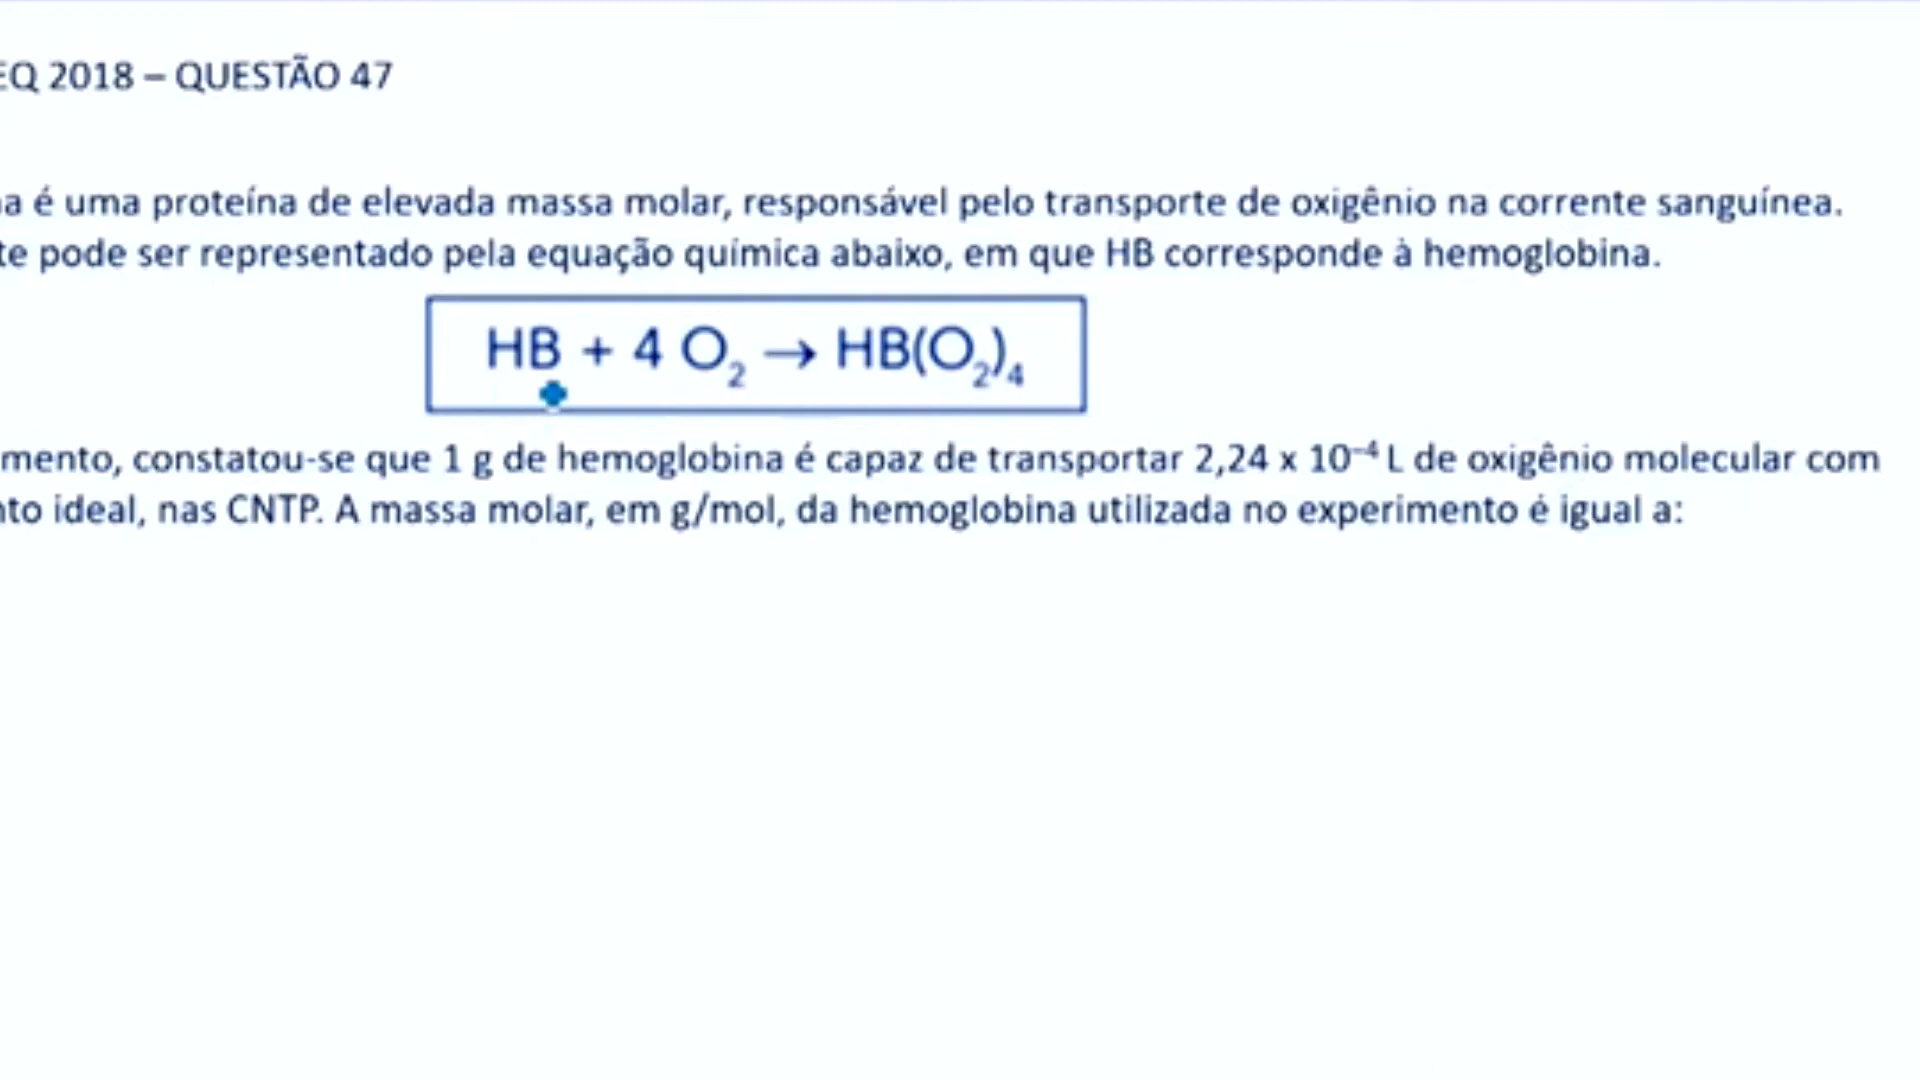 EQ 2018 – QUESTÃO 47
a é uma proteína de elevada massa molar, responsável pelo transporte de oxigênio na corrente sanguínea.
te pode ser representado pela equação química abaixo, em que HB corresponde à hemoglobina.
HB + 4 O₂ → HB(O₂)₄
mento, constatou-se que 1 g de hemoglobina é capaz de transportar 2,24 x 10⁻⁴ L de oxigênio molecular com
nto ideal, nas CNTP. A massa molar, em g/mol, da hemoglobina utilizada no experimento é igual a: